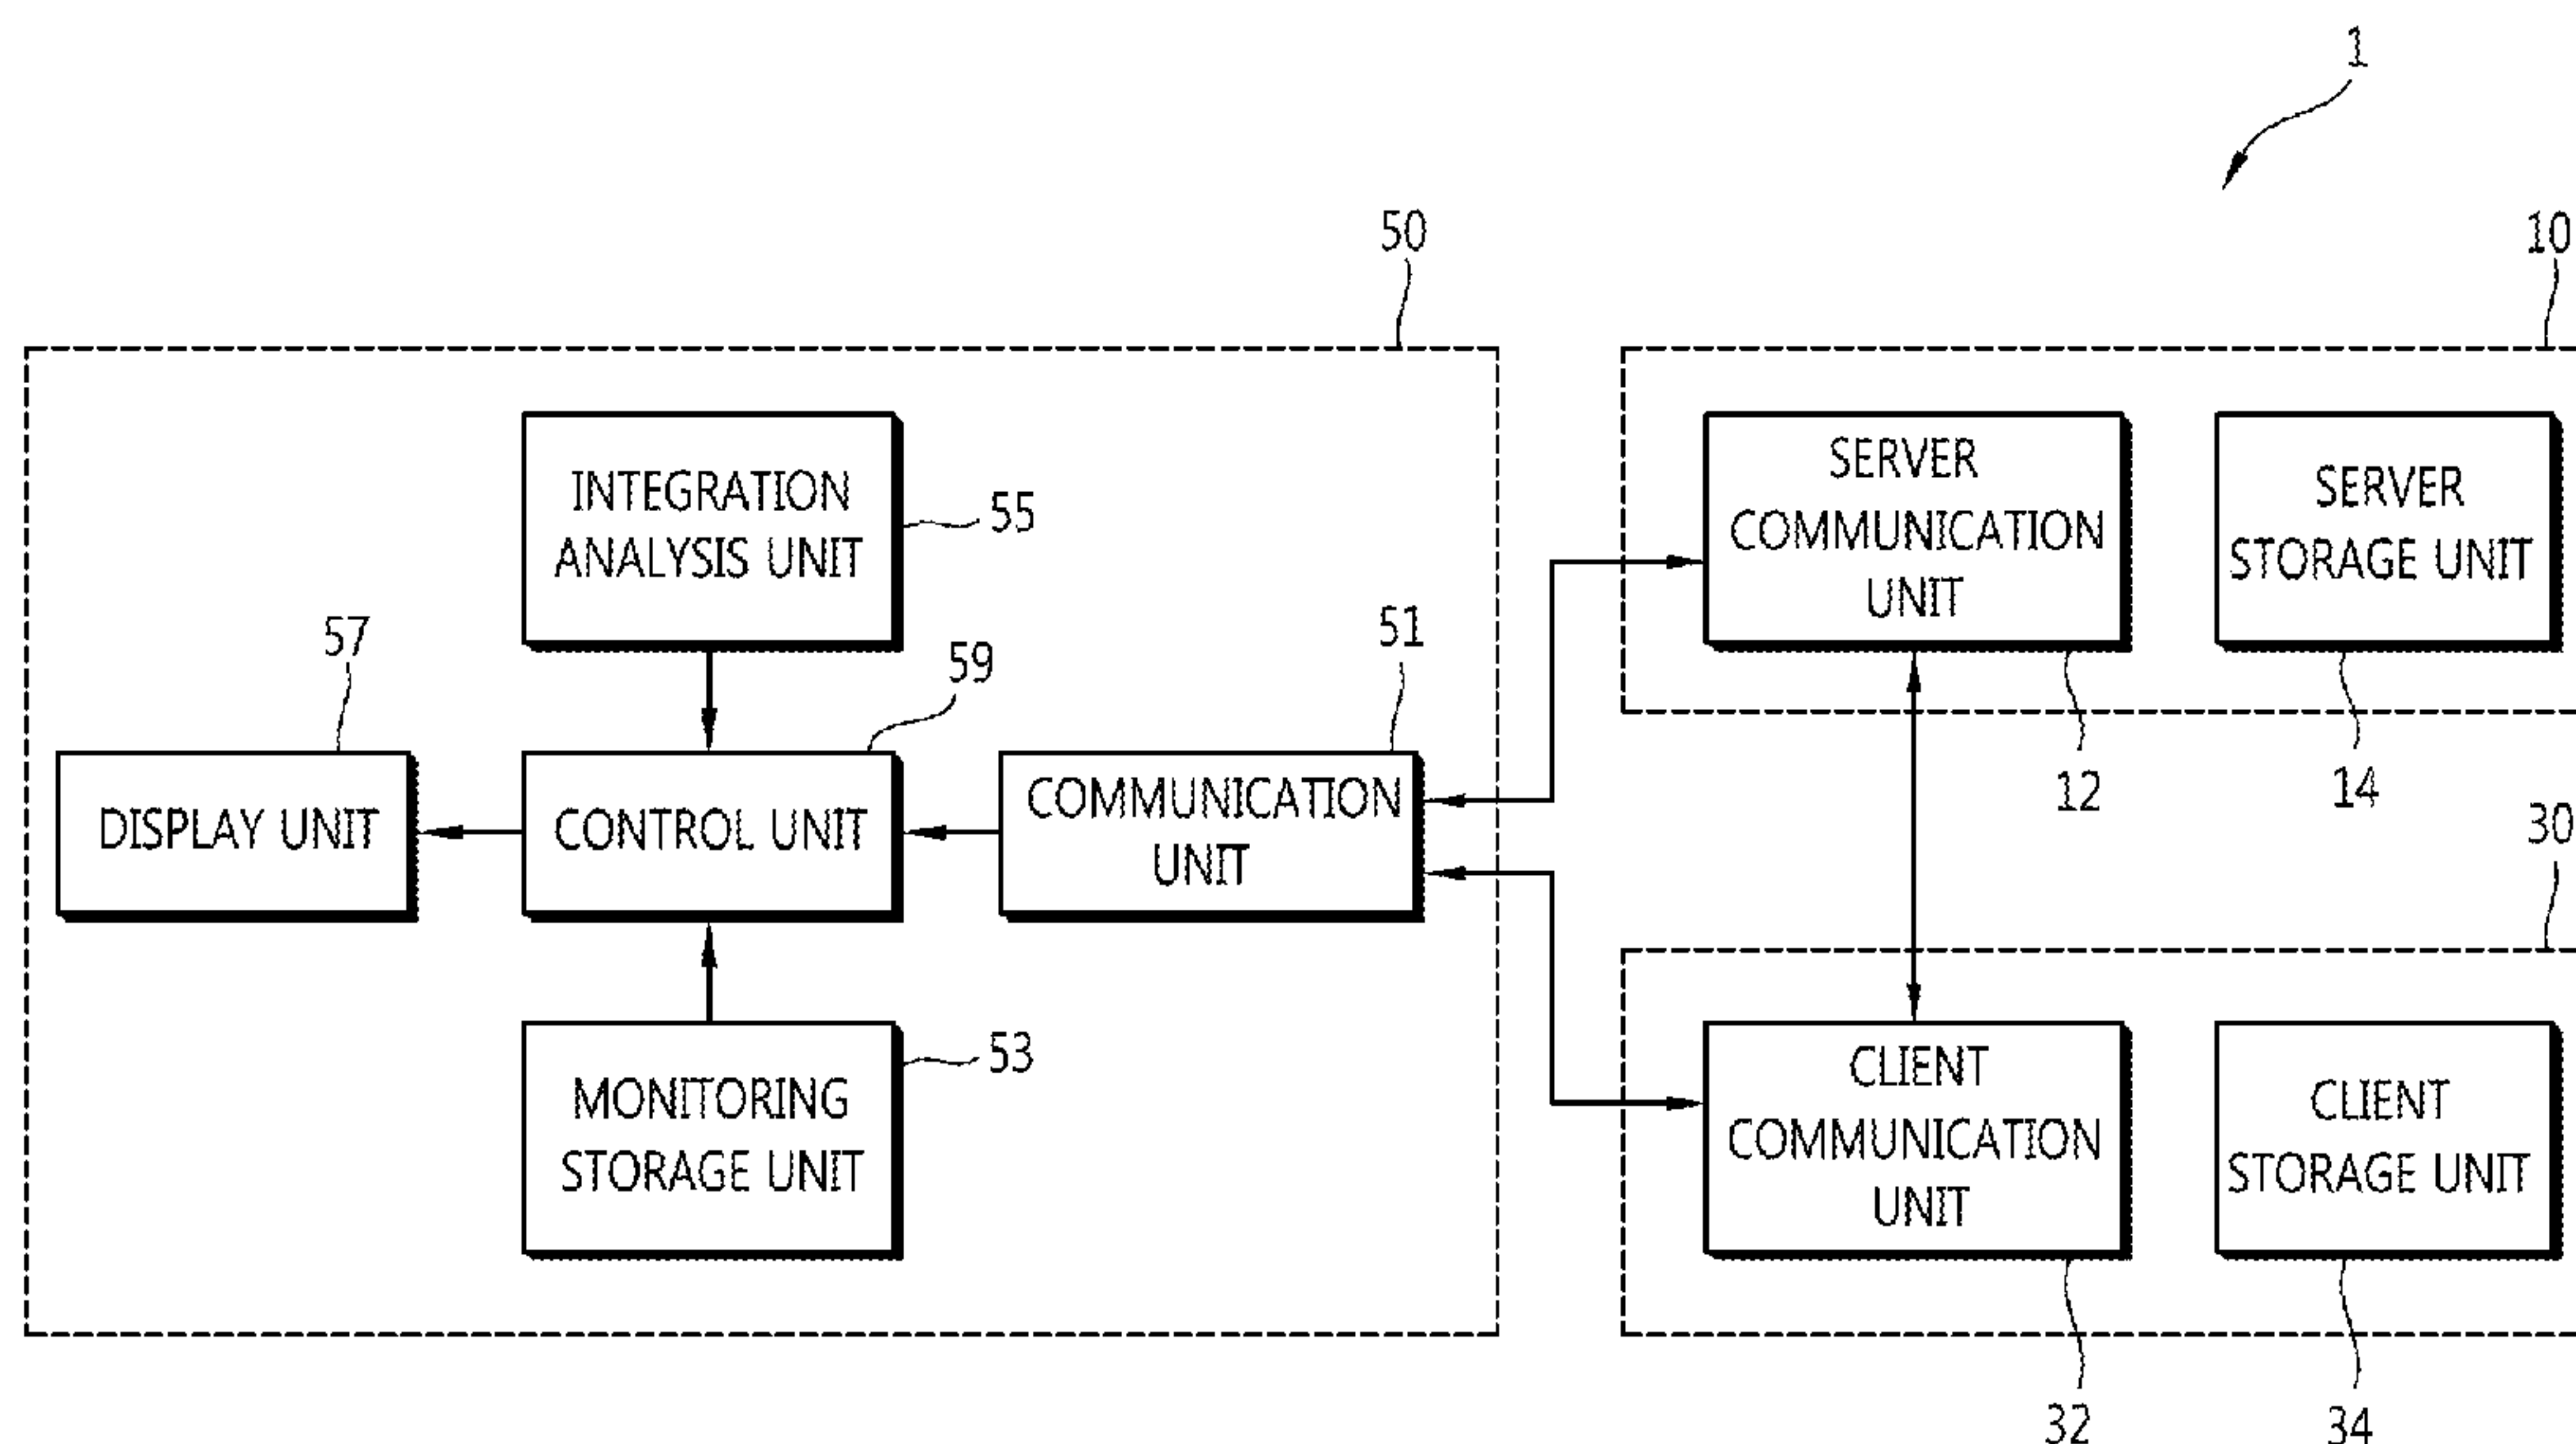 1
50
10
INTEGRATION
ANALYSIS UNIT
55
SERVER
COMMUNICATION
UNIT
SERVER
STORAGE UNIT
57
59
51
12
14
DISPLAY UNIT
CONTROL UNIT
COMMUNICATION
UNIT
30
MONITORING
STORAGE UNIT
53
CLIENT
COMMUNICATION
UNIT
CLIENT
STORAGE UNIT
32
34